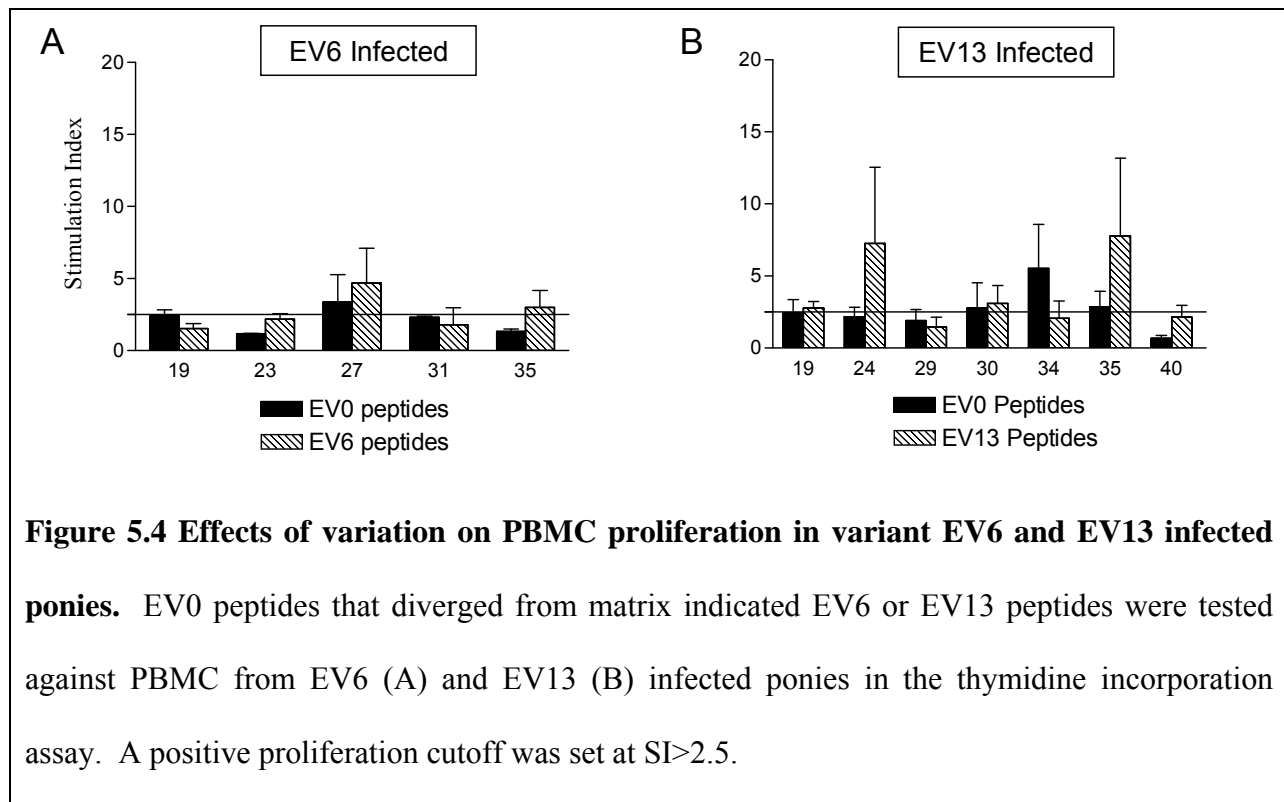 A
EV6 Infected
20
15
10
5
0
Stimulation Index
19 23 27 31 35
EV0 peptides
EV6 peptides
B
EV13 Infected
20
15
10
5
0
19 24 29 30 34 35 40
EV0 Peptides
EV13 Peptides
Figure 5.4 Effects of variation on PBMC proliferation in variant EV6 and EV13 infected
ponies. EV0 peptides that diverged from matrix indicated EV6 or EV13 peptides were tested
against PBMC from EV6 (A) and EV13 (B) infected ponies in the thymidine incorporation
assay. A positive proliferation cutoff was set at SI>2.5.